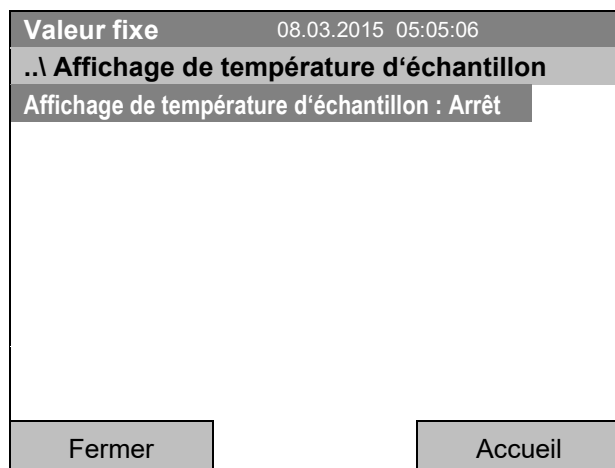 Valeur fixe 08.03.2015 05:05:06
..\ Affichage de température d‘échantillon
Affichage de température d‘échantillon : Arrêt
Fermer Accueil